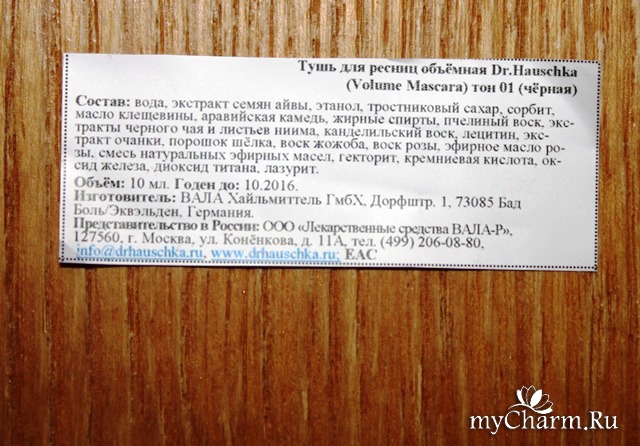 Тушь для ресниц объёмная Dr.Hauschka
(Volume Mascara) тон 01 (чёрная)
Состав: вода, экстракт семян айвы, этанол, тростниковый сахар, сорбит,
масло клещевины, аравийская камедь, жирные спирты, пчелиный воск, экс-
тракты черного чая и листьев ниима, канделильский воск, лецитин, экс-
тракт очанки, порошок шёлка, воск жожоба, воск розы, эфирное масло ро-
зы, смесь натуральных эфирных масел, гекторит, кремниевая кислота, ок-
сид железа, диоксид титана, лазурит.
Объём: 10 мл. Годен до: 10.2016.
Изготовитель: ВАЛА Хайльмиттель ГмбХ, Дорфштр. 1, 73085 Бад
Боль/Эквэльден, Германия.
Представительство в России: ООО «Лекарственные средства ВАЛА-Р»,
127560, г. Москва, ул. Конёнкова, д. 11А, тел. (499) 206-08-80,
info@drhauschka.ru, www.drhauschka.ru; ЕАС
myCharm.Ru